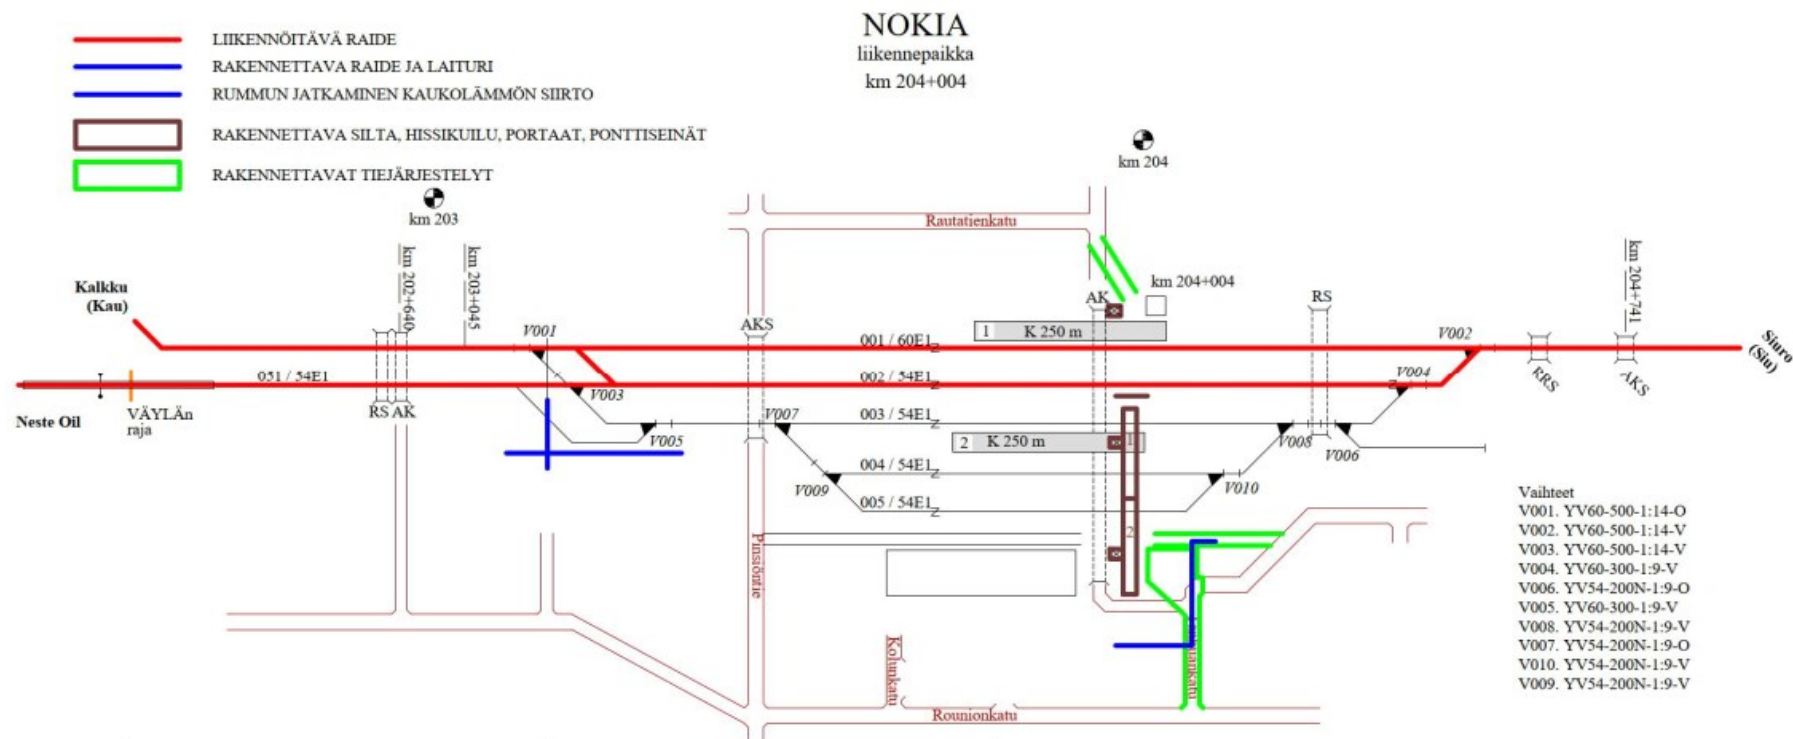 NOKIA
liikennepaikka
km 204+004
LIIKENNÖITÄVÄ RAIDE
RAKENNETTAVA RAIDE JA LAITURI
RUMMUN JATKAMINEN KAUKOLÄMMÖN SIIRTO
RAKENNETTAVA SILTA, HISSIKUILU, PORTAAT, PONTTISEINÄT
RAKENNETTAVAT TIEJÄRJESTELYT
km 203
km 204
Rautatienkatu
km 202+640
km 203+045
km 204+004
km 204+741
Kalkku
(Kau)
V001
AKS
AK
RS
V002
1 K 250 m
001 / 60E1
Siuro
(Siu)
RRS
AKS
051 / 54E1
002 / 54E1
V004
V003
Neste Oil
VÄYLÄn
raja
RS AK
003 / 54E1
V007
V005
2 K 250 m
1
V008
V006
004 / 54E1
V009
V010
005 / 54E1
2
Pinsiöntie
Kolunkatu
Rounionkatu
Vaihteet
V001. YV60-500-1:14-O
V002. YV60-500-1:14-V
V003. YV60-500-1:14-V
V004. YV60-300-1:9-V
V006. YV54-200N-1:9-O
V005. YV60-300-1:9-V
V008. YV54-200N-1:9-V
V007. YV54-200N-1:9-O
V010. YV54-200N-1:9-V
V009. YV54-200N-1:9-V